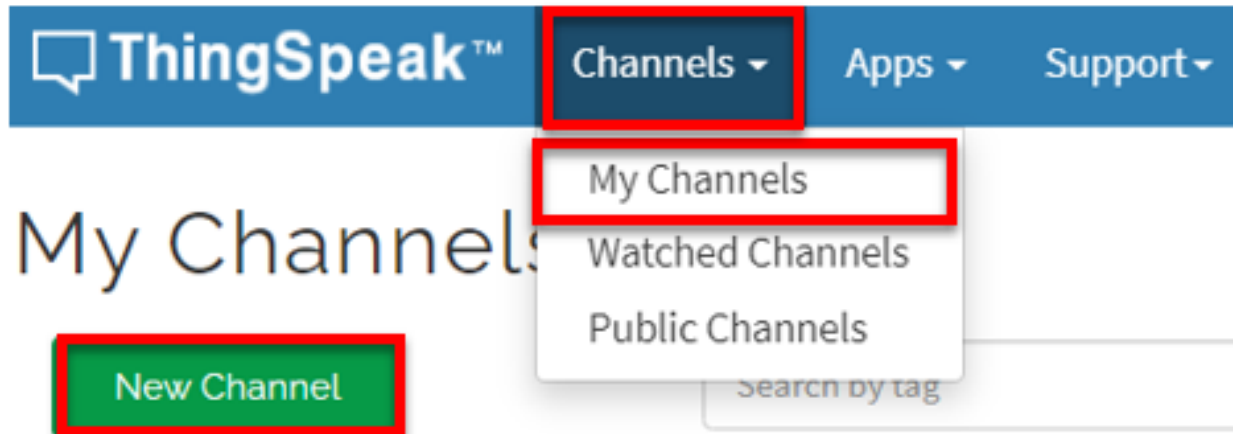 ThingSpeak™ Channels Apps Support
My Channels
Watched Channels
Public Channels
My Channels
New Channel
Search by tag